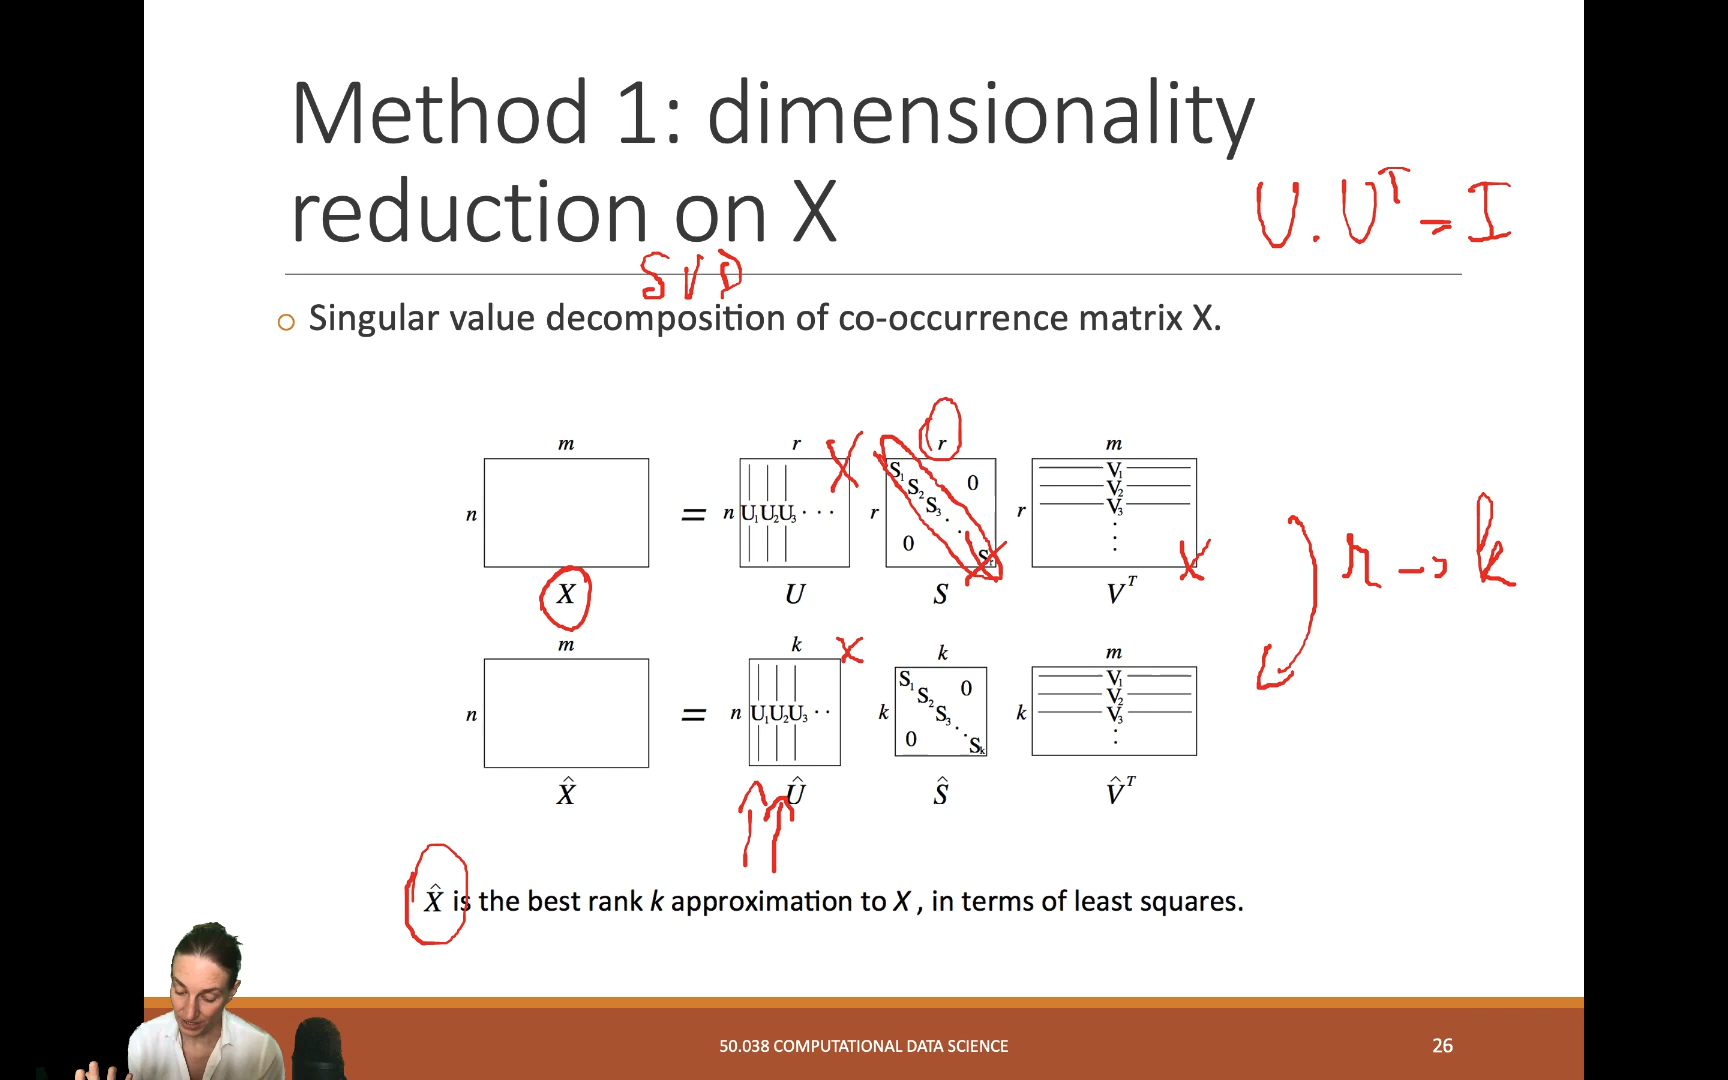 Method 1: dimensionality
reduction on X
U . Uᵀ = I
SVD
○ Singular value decomposition of co-occurrence matrix X.
m r X r m
n = n U₁U₂U₃ · · · r S₁ S₂ S₃ . . Sᵣ 0 0 r V₁ V₂ V₃ ⋮ X
X U S Vᵀ
r → k
m k X k m
n = n U₁U₂U₃ · · k S₁ S₂ S₃ . . Sₖ 0 0 k V₁ V₂ V₃ ⋮
X̂ Û Ŝ V̂ᵀ
X̂ is the best rank k approximation to X , in terms of least squares.
50.038 COMPUTATIONAL DATA SCIENCE 26